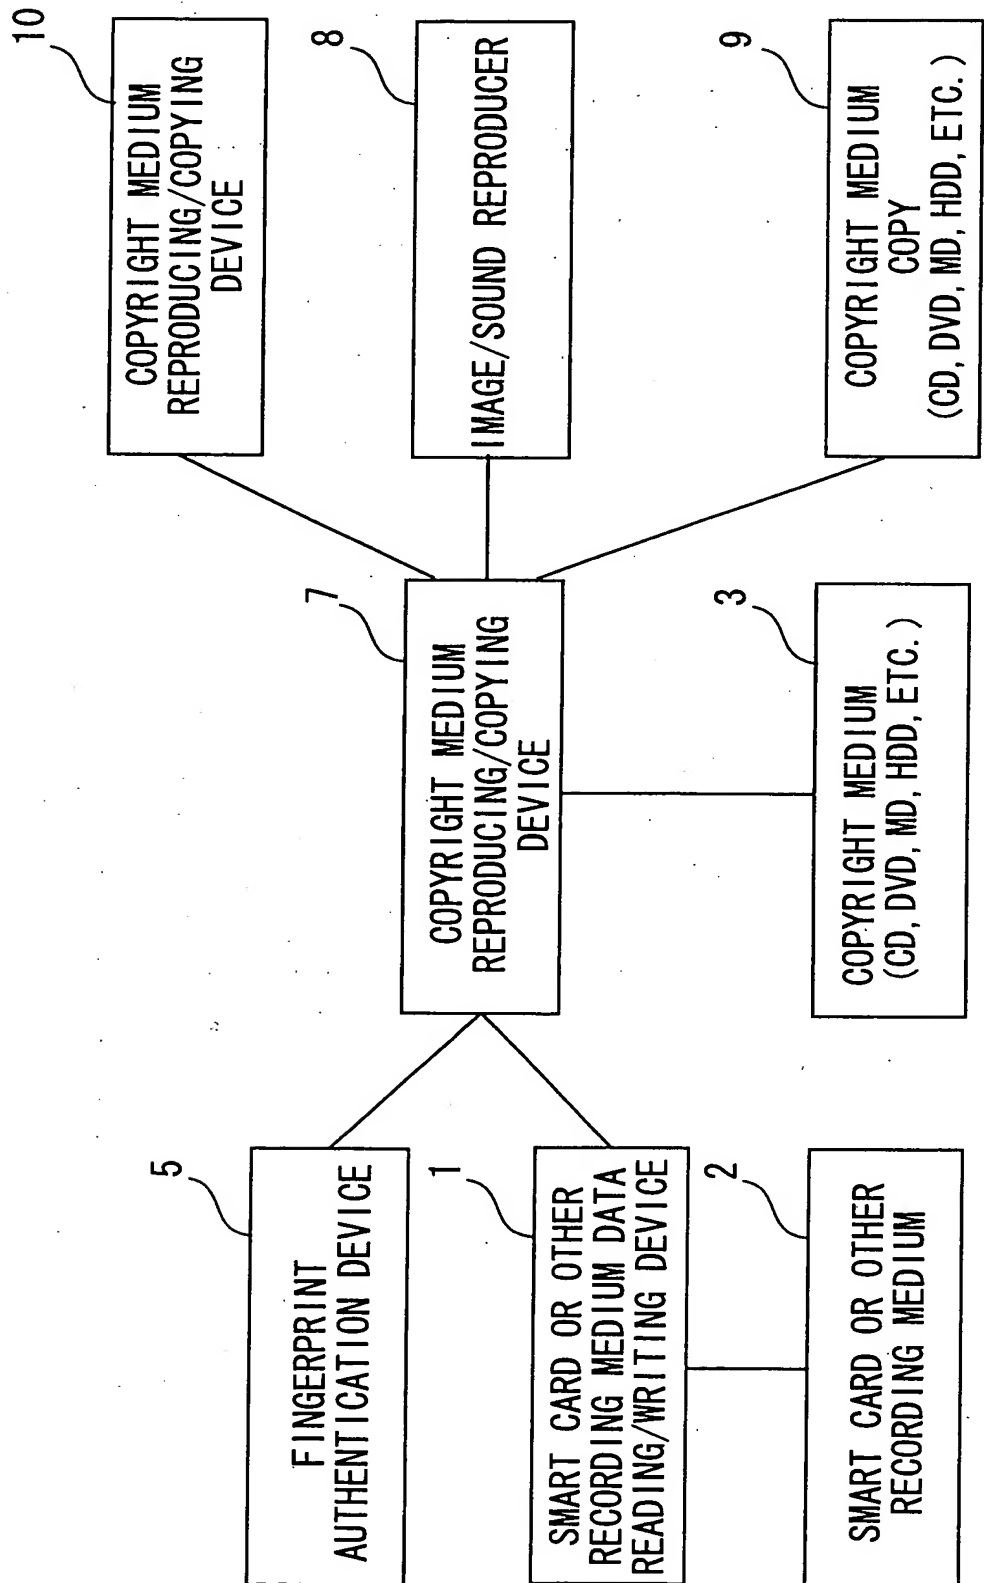 5
FINGERPRINT
AUTHENTICATION DEVICE
1
SMART CARD OR OTHER
RECORDING MEDIUM DATA
READING/WRITING DEVICE
2
SMART CARD OR OTHER
RECORDING MEDIUM
7
COPYRIGHT MEDIUM
REPRODUCING/COPYING
DEVICE
3
COPYRIGHT MEDIUM
(CD, DVD, MD, HDD, ETC.)
10
COPYRIGHT MEDIUM
REPRODUCING/COPYING
DEVICE
8
IMAGE/SOUND REPRODUCER
9
COPYRIGHT MEDIUM
COPY
(CD, DVD, MD, HDD, ETC.)